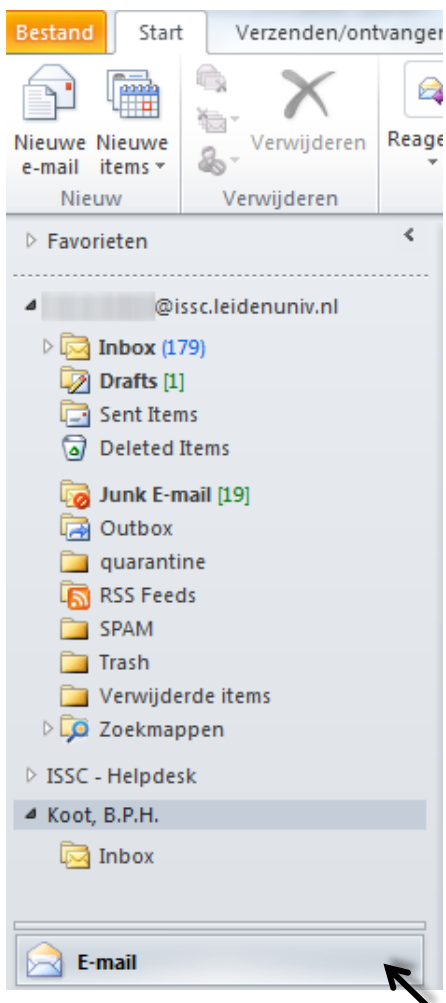 Bestand Start Verzenden/ontvangen
Nieuwe Nieuwe Verwijderen Reage
e-mail items
Nieuw Verwijderen
Favorieten
@issc.leidenuniv.nl
Inbox (179)
Drafts [1]
Sent Items
Deleted Items
Junk E-mail [19]
Outbox
quarantine
RSS Feeds
SPAM
Trash
Verwijderde items
Zoekmappen
ISSC - Helpdesk
Koot, B.P.H.
Inbox
E-mail